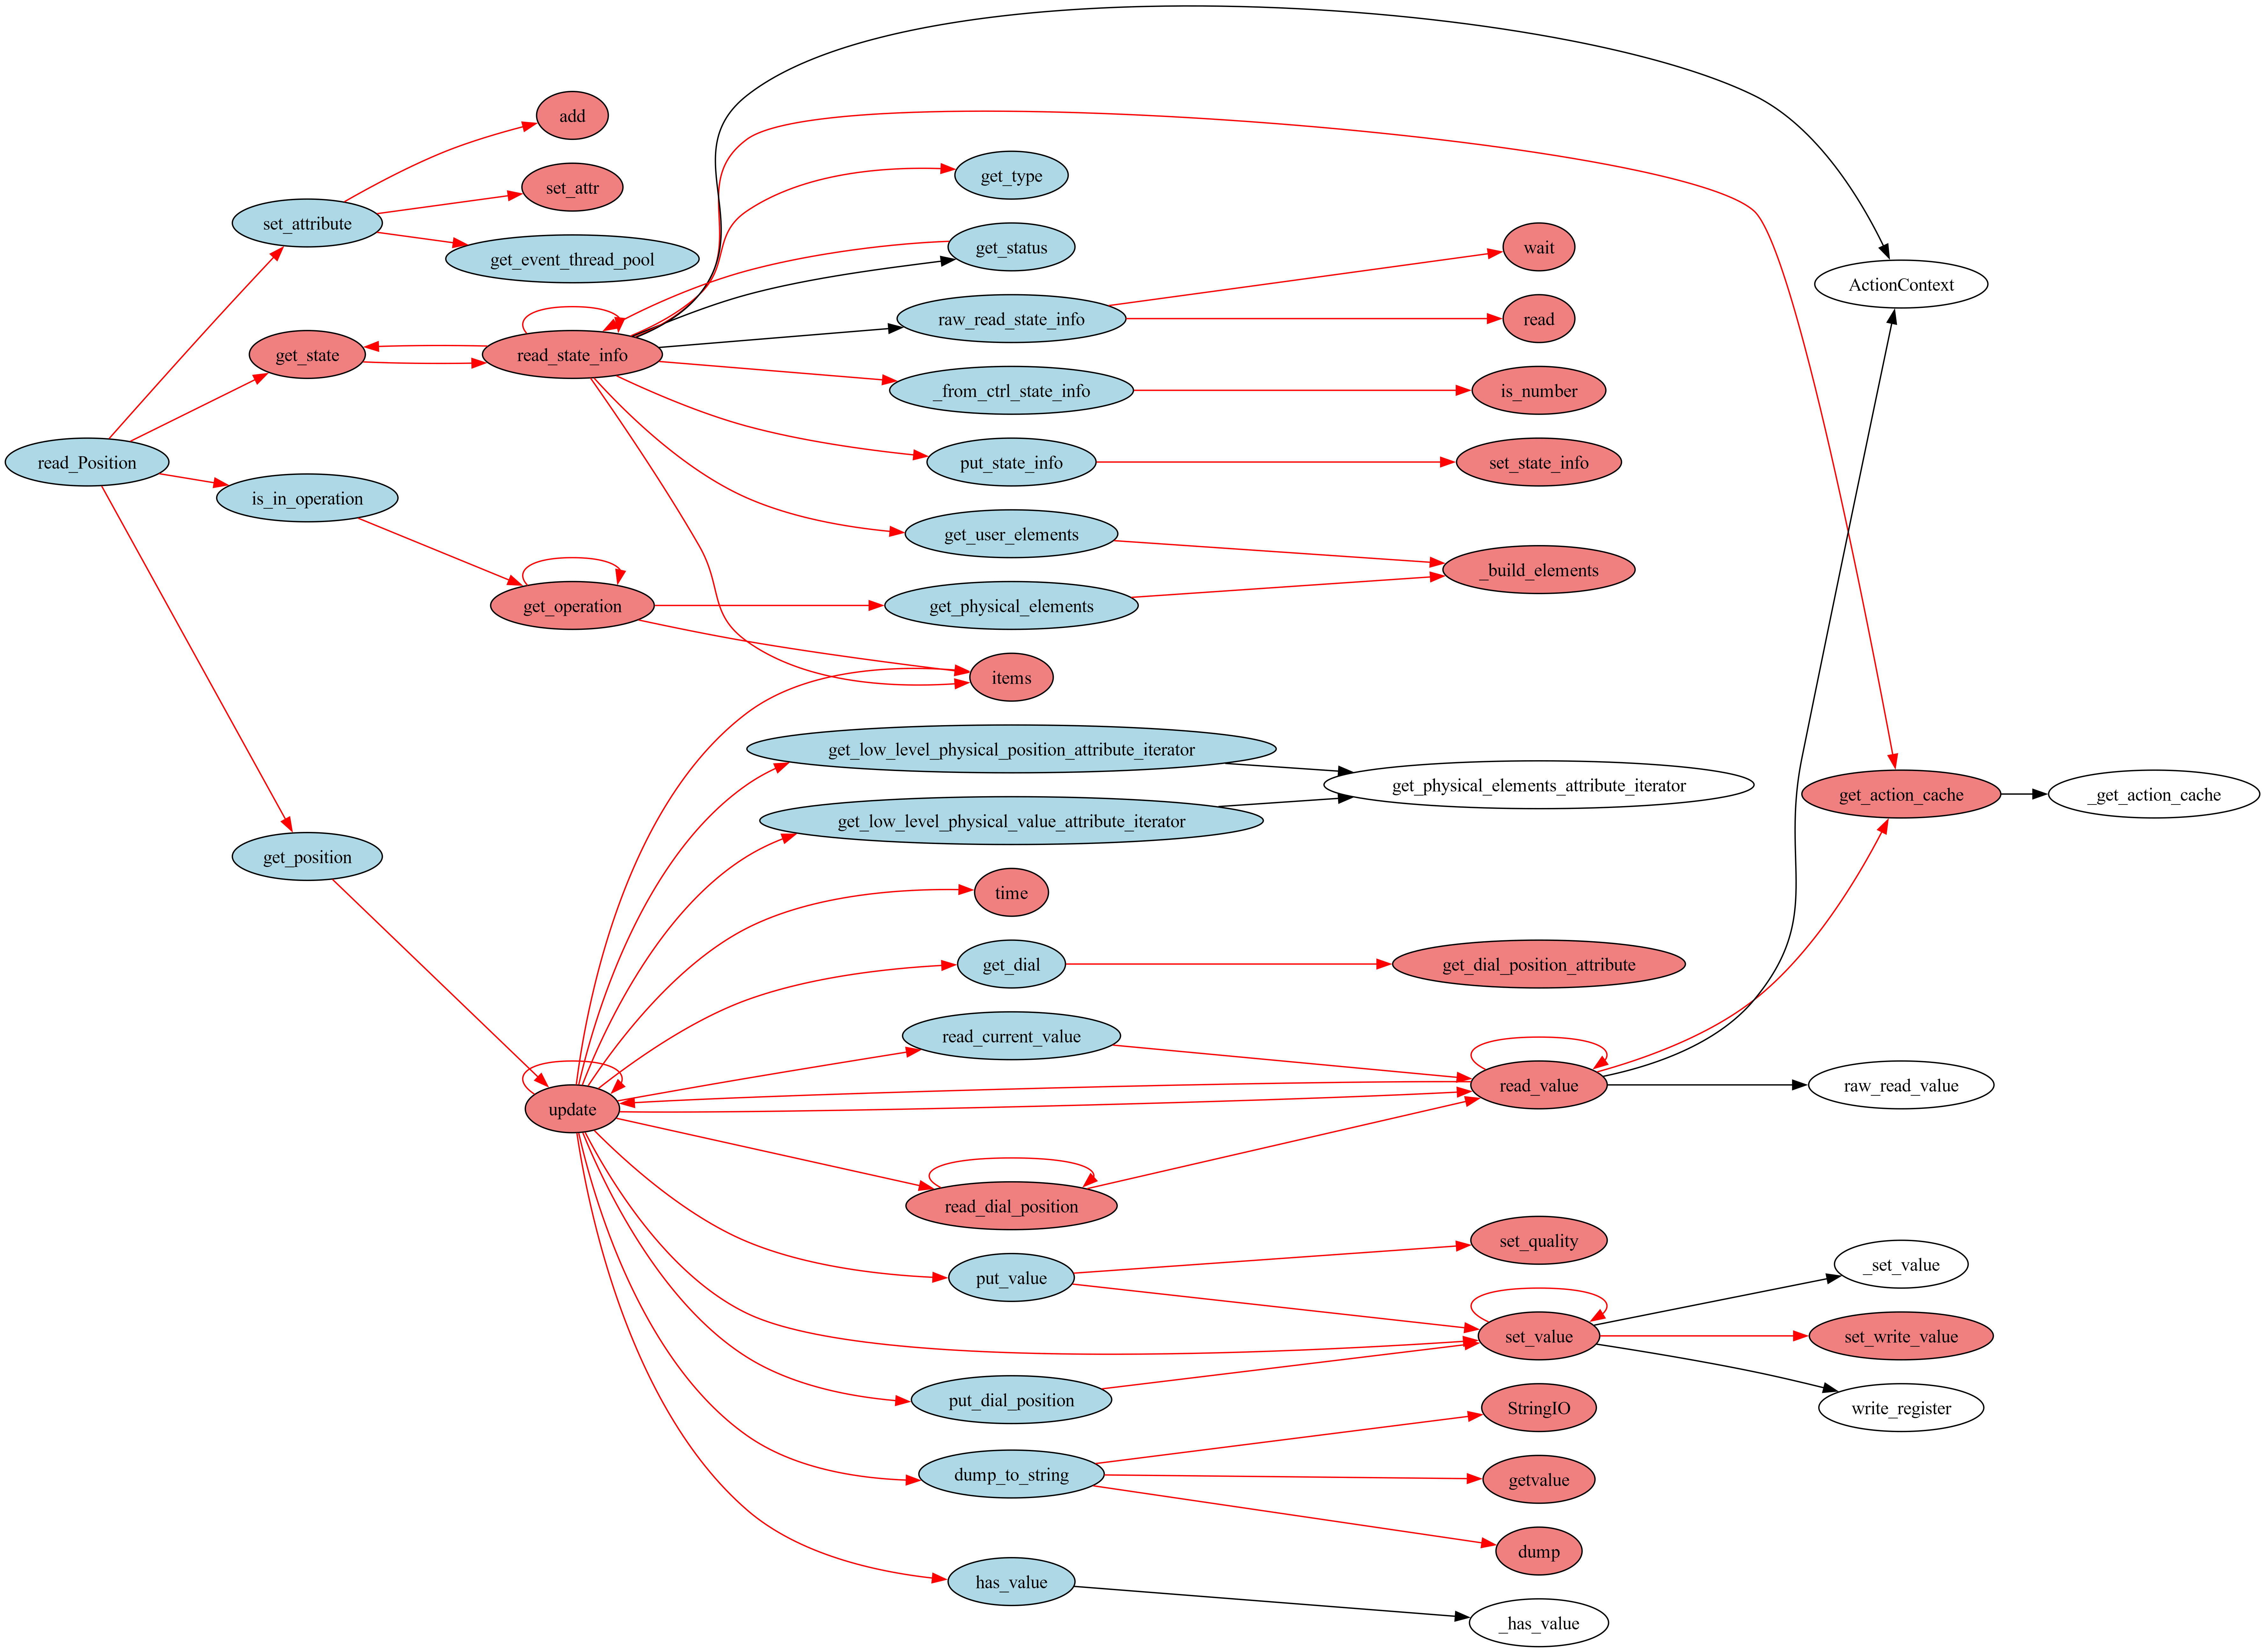 read_Position
set_attribute
get_state
is_in_operation
get_position
add
set_attr
get_event_thread_pool
read_state_info
get_operation
update
get_type
get_status
raw_read_state_info
_from_ctrl_state_info
put_state_info
get_user_elements
get_physical_elements
items
get_low_level_physical_position_attribute_iterator
get_low_level_physical_value_attribute_iterator
time
get_dial
read_current_value
read_dial_position
put_value
put_dial_position
dump_to_string
has_value
wait
read
is_number
set_state_info
_build_elements
get_physical_elements_attribute_iterator
get_dial_position_attribute
read_value
set_quality
set_value
StringIO
getvalue
dump
_has_value
ActionContext
get_action_cache
raw_read_value
_set_value
set_write_value
write_register
_get_action_cache